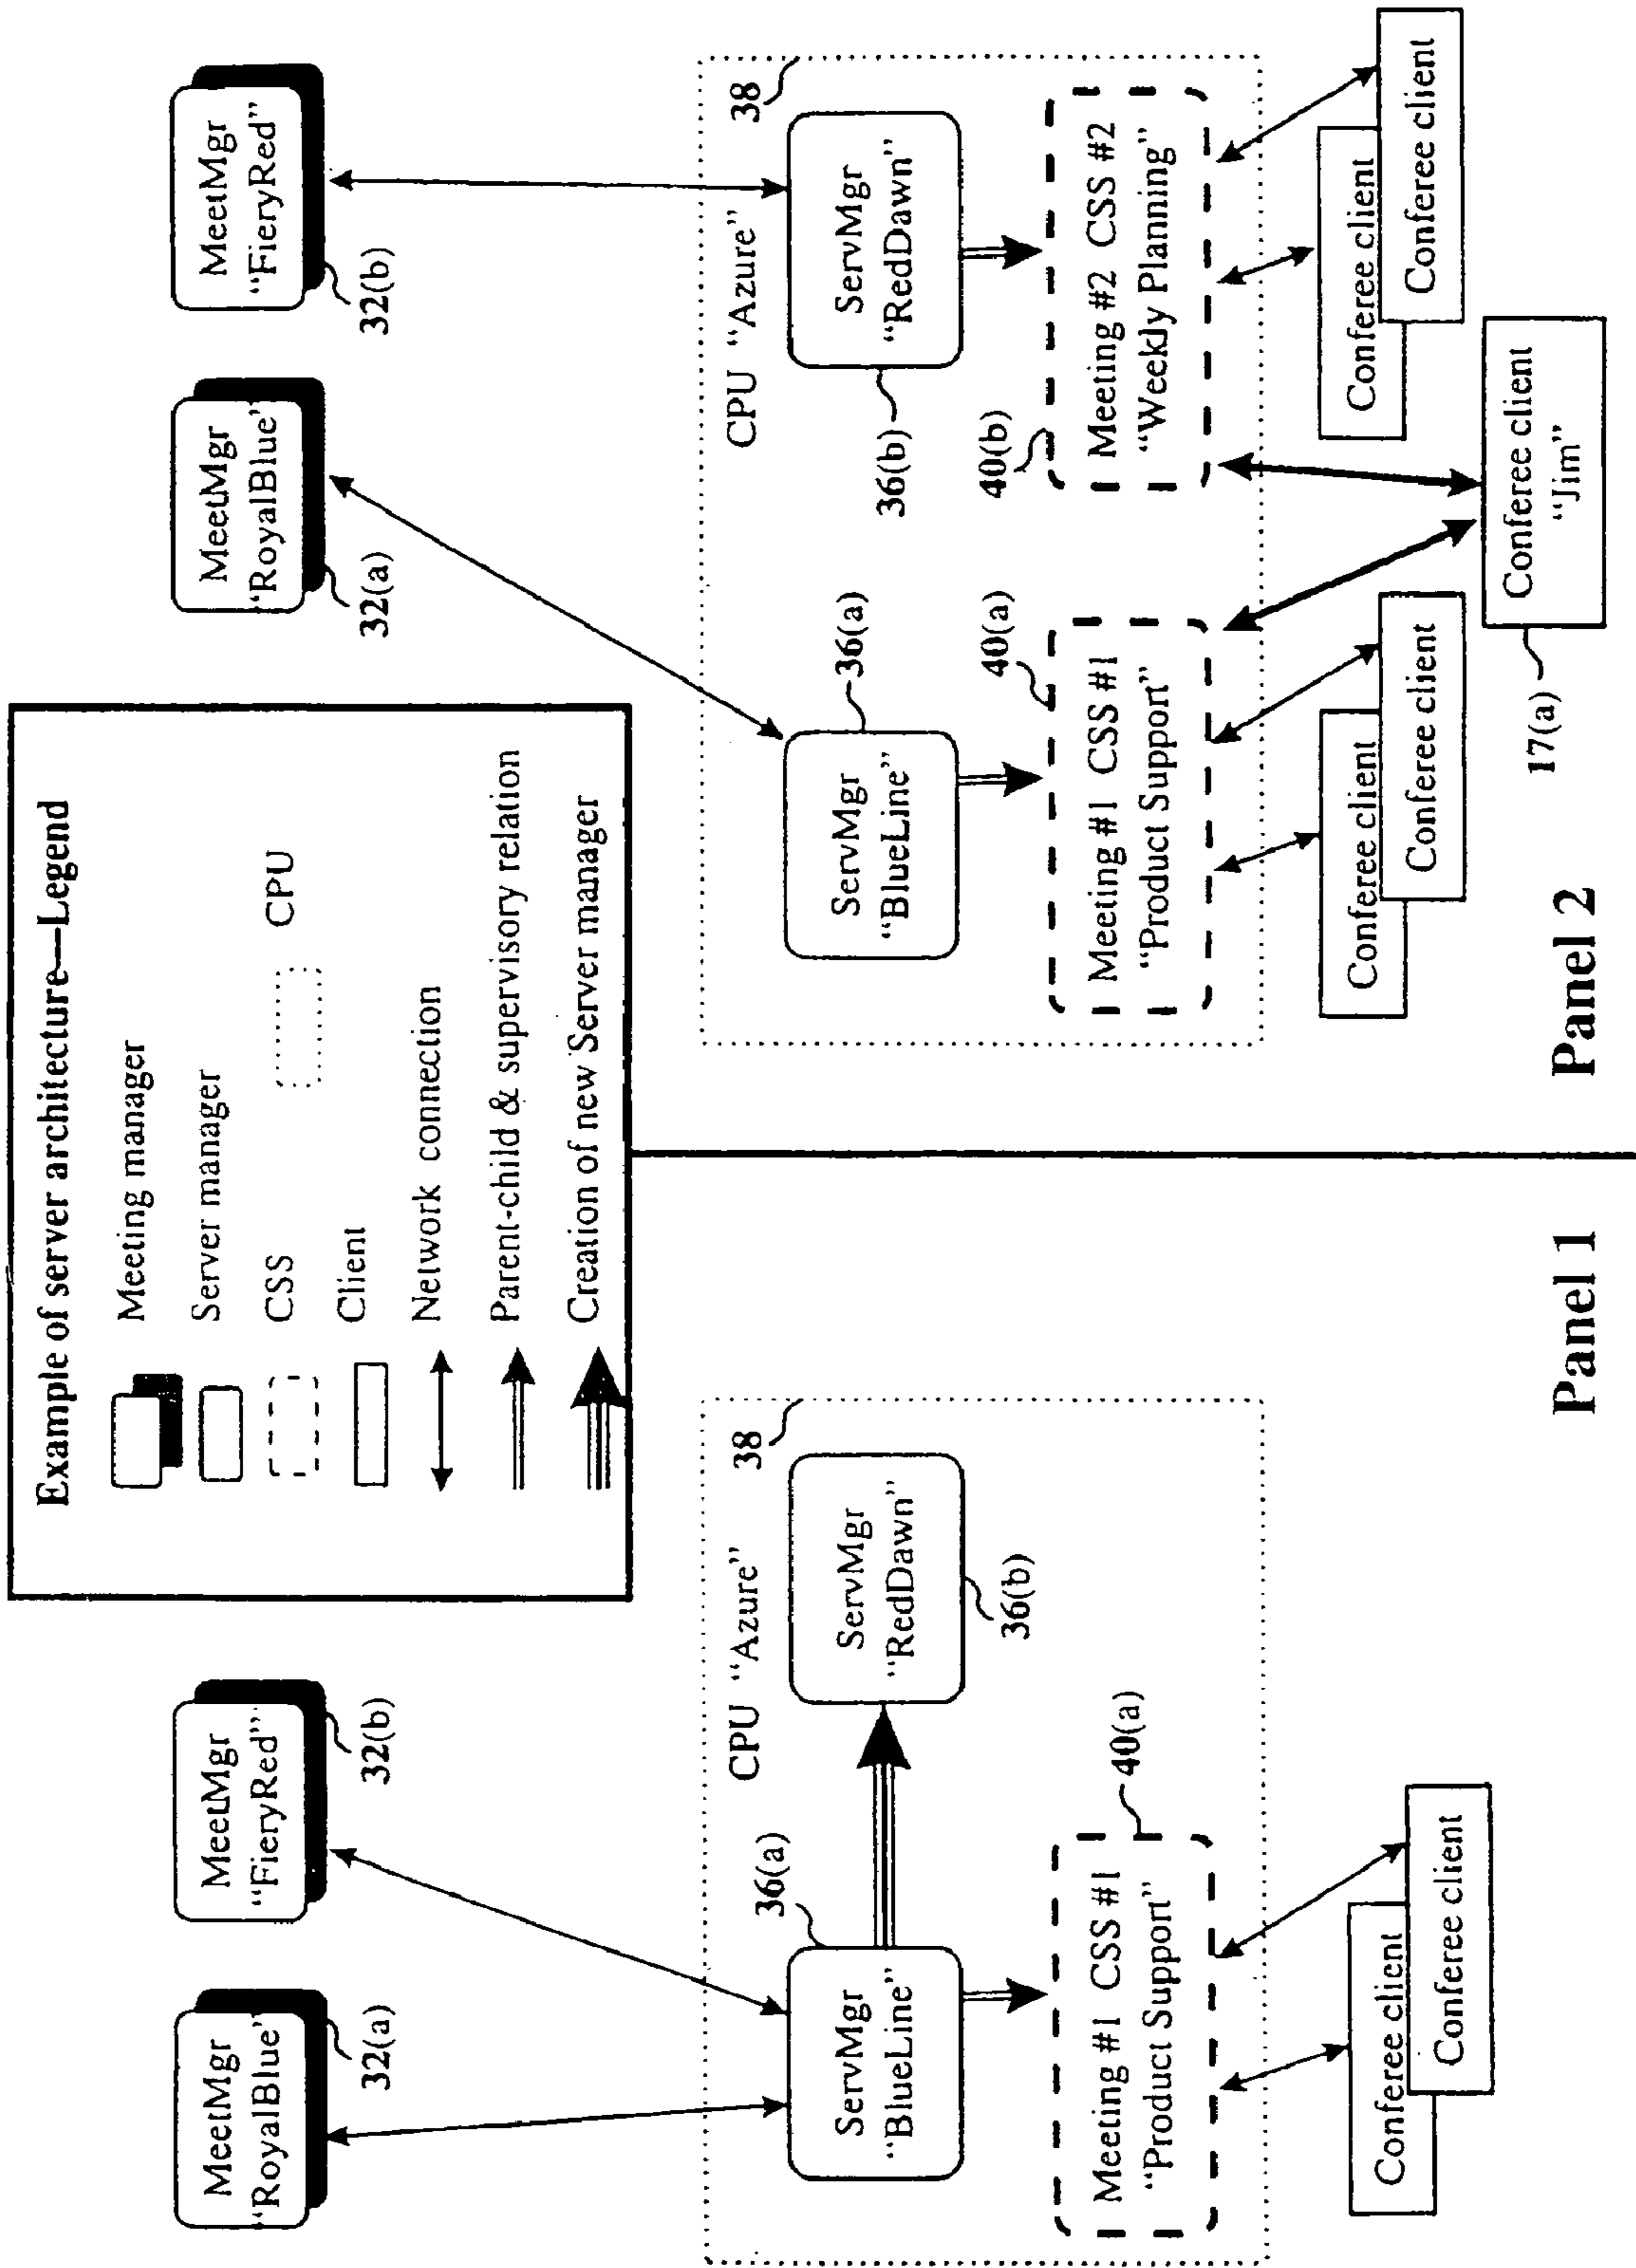 Example of server architecture—Legend
Meeting manager
Server manager
CSS
CPU
Client
Network connection
Parent-child & supervisory relation
Creation of new Server manager
MeetMgr
“RoyalBlue”
32(a)
MeetMgr
“FieryRed”
32(b)
CPU “Azure”
38
36(a)
ServMgr
“BlueLine”
ServMgr
“RedDawn”
36(b)
40(a)
Meeting #1 CSS #1
“Product Support”
Conferee client
Conferee client
Panel 1
MeetMgr
“RoyalBlue”
32(a)
MeetMgr
“FieryRed”
32(b)
CPU “Azure”
38
ServMgr
“BlueLine”
36(a)
ServMgr
“RedDawn”
36(b)
40(a)
Meeting #1 CSS #1
“Product Support”
40(b)
Meeting #2 CSS #2
“Weekly Planning”
Conferee client
Conferee client
Conferee client
Conferee client
Conferee client
“Jim”
17(a)
Panel 2